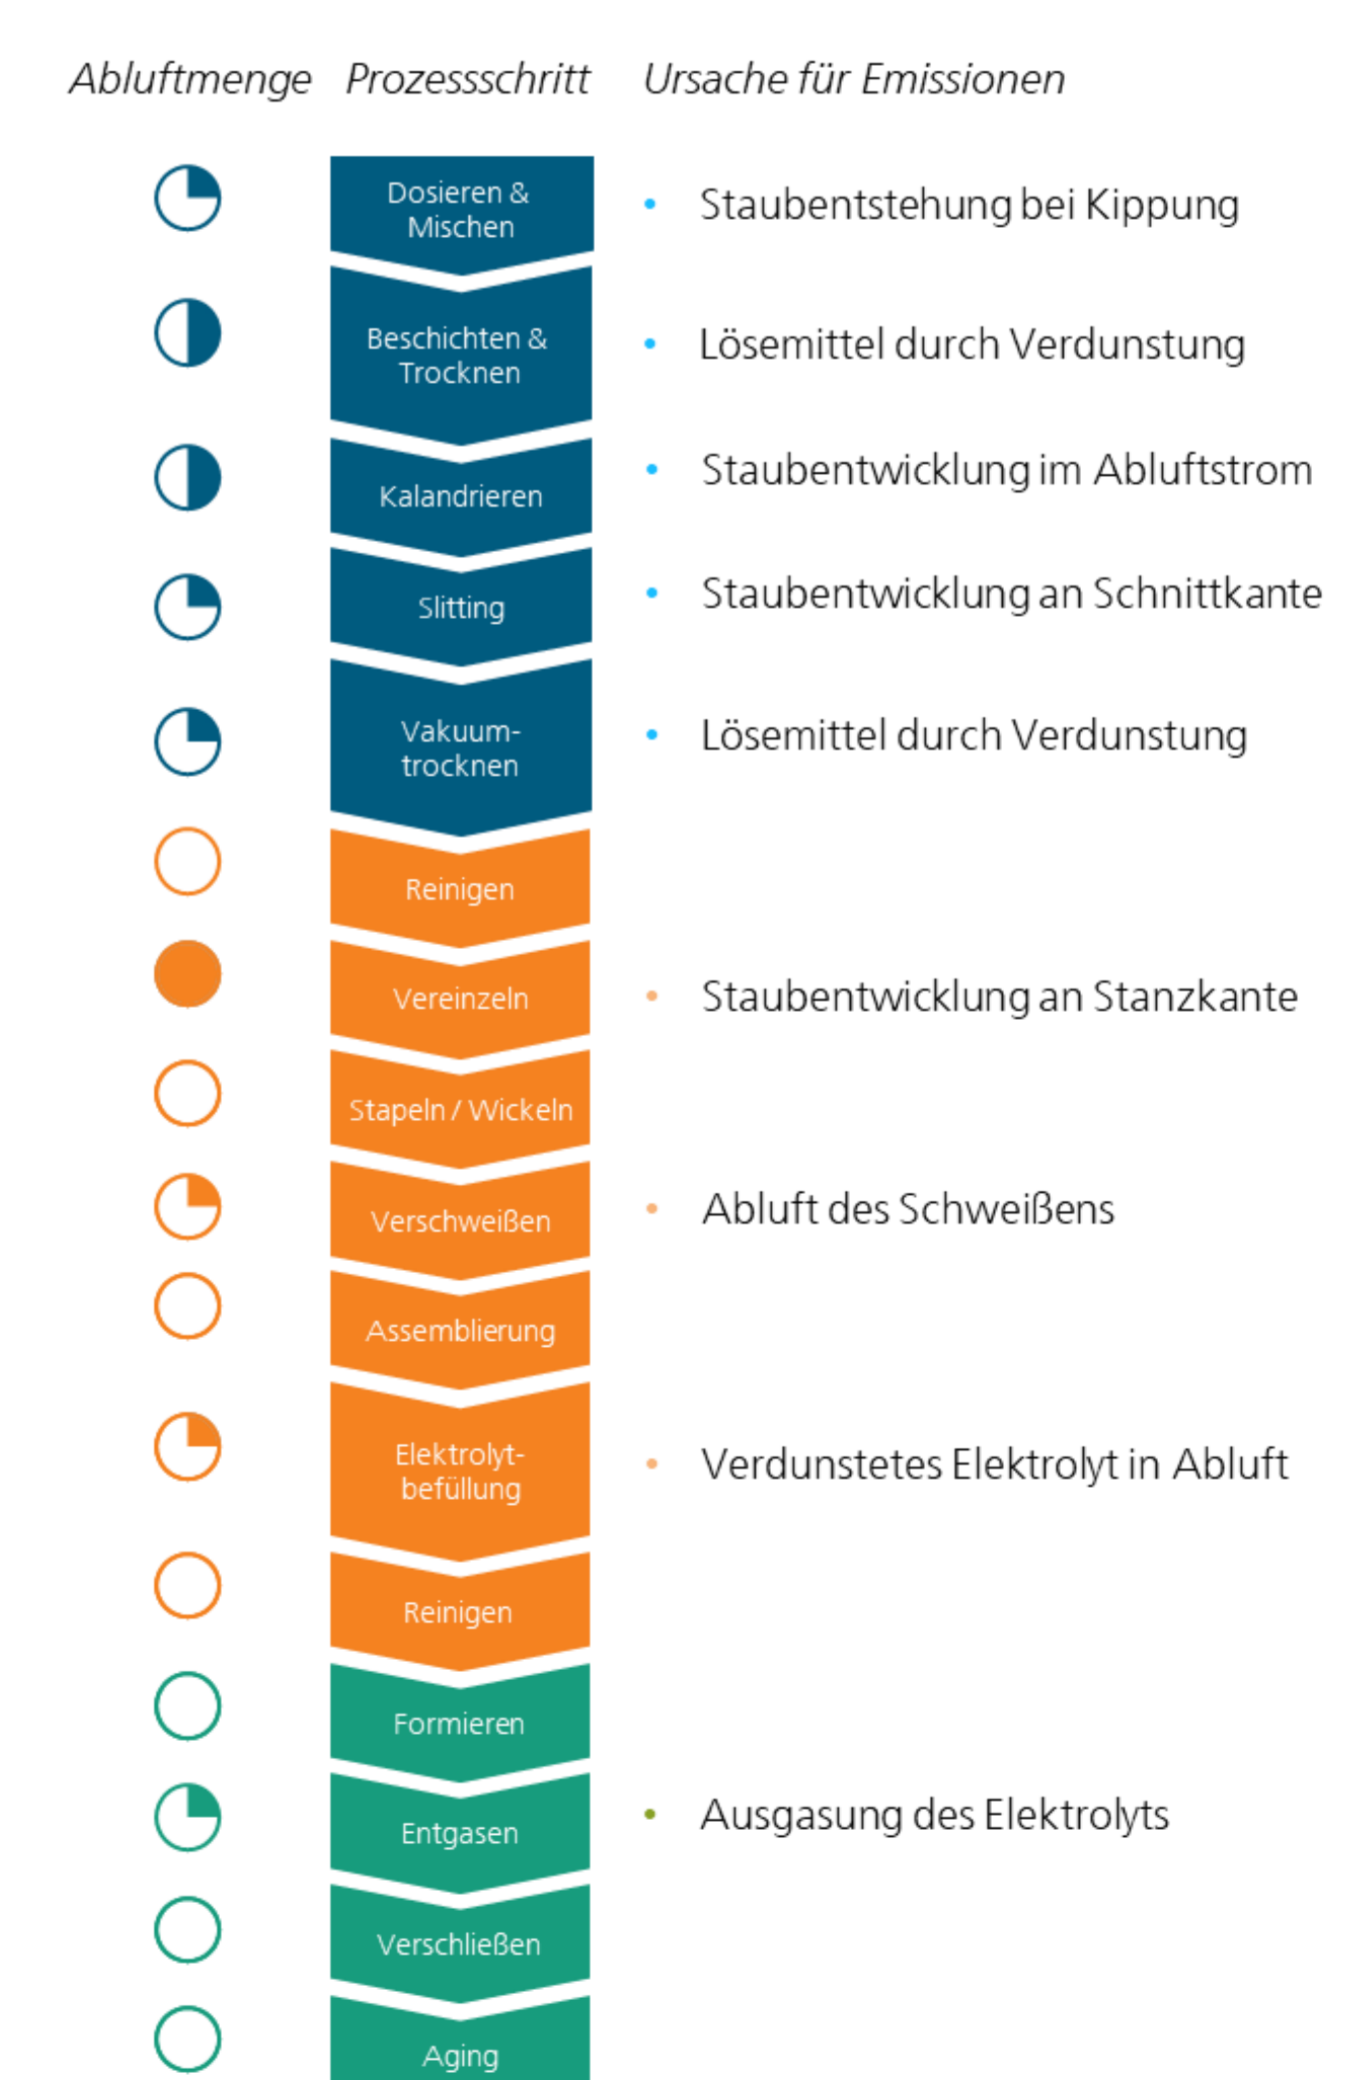 Abluftmenge Prozessschritt Ursache für Emissionen
Dosieren &
Mischen
Staubentstehung bei Kippung
Beschichten &
Trocknen
Lösemittel durch Verdunstung
Kalandrieren
Staubentwicklung im Abluftstrom
Slitting
Staubentwicklung an Schnittkante
Vakuum-
trocknen
Lösemittel durch Verdunstung
Reinigen
Vereinzeln
Staubentwicklung an Stanzkante
Stapeln / Wickeln
Verschweißen
Abluft des Schweißens
Assemblierung
Elektrolyt-
befüllung
Verdunstetes Elektrolyt in Abluft
Reinigen
Formieren
Entgasen
Ausgasung des Elektrolyts
Verschließen
Aging